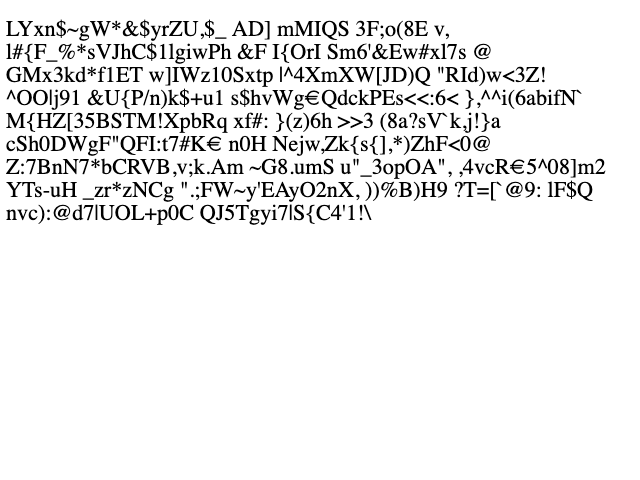 LYxn$~gW*&$yrZU,$_ AD] mMIQS 3F;o(8E v,
l#{F_%*sVJhC$1lgiwPh &F I{OrI Sm6'&Ew#xl7s @
GMx3kd*f1ET w]IWz10Sxtp |^4XmXW[JD)Q "RId)w<3Z!
^OO|j91 &U{P/n)k$+u1 s$hvWg€QdckPEs<<:6< },^^i(6abifN`
M{HZ[35BSTM!XpbRq xf#: }(z)6h >>3 (8a?sV`k,j!}a
cSh0DWgF"QFI:t7#K€ n0H Nejw,Zk{s{],*)ZhF<0@
Z:7BnN7*bCRVB,v;k.Am ~G8.umS u"_3opOA", ,4vcR€5^08]m2
YTs-uH _zr*zNCg ".;FW~y'EAyO2nX, ))%B)H9 ?T=[`@9: lF$Q
nvc):@d7|UOL+p0C QJ5Tgyi7|S{C4'1!\